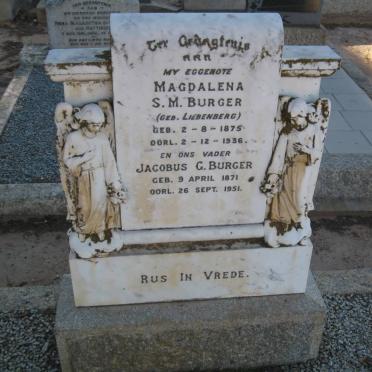 Ter Gedagtenis
AAN
MY EGGENOTE
MAGDALENA
S. M. BURGER
(GEB. LIEBENBERG)
GEB. 2 - 8 - 1875
OORL. 2 - 12 - 1936.
EN ONS VADER
JACOBUS G. BURGER
GEB. 9 APRIL 1871
OORL. 26 SEPT. 1951.
RUS IN VREDE.